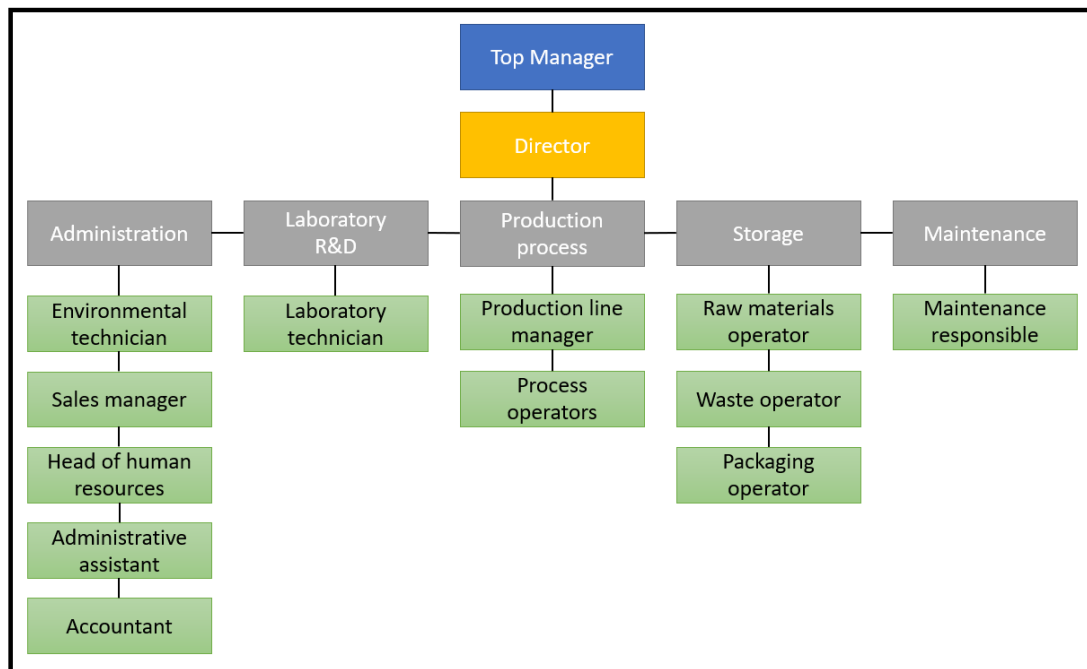 Top Manager
Director
Administration
Laboratory
R&D
Production
process
Storage
Maintenance
Environmental
technician
Sales manager
Head of human
resources
Administrative
assistant
Accountant
Laboratory
technician
Production line
manager
Process
operators
Raw materials
operator
Waste operator
Packaging
operator
Maintenance
responsible